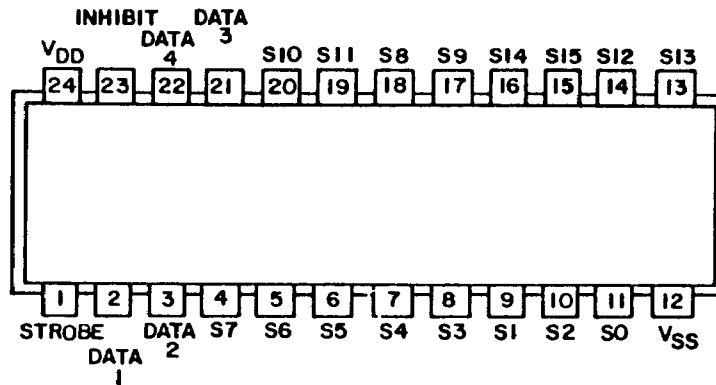 INHIBIT DATA 3
VDD DATA 4 S10 S11 S8 S9 S14 S15 S12 S13
24 23 22 21 20 19 18 17 16 15 14 13
1 2 3 4 5 6 7 8 9 10 11 12
STROBE DATA 2 S7 S6 S5 S4 S3 S1 S2 S0 VSS
DATA 1